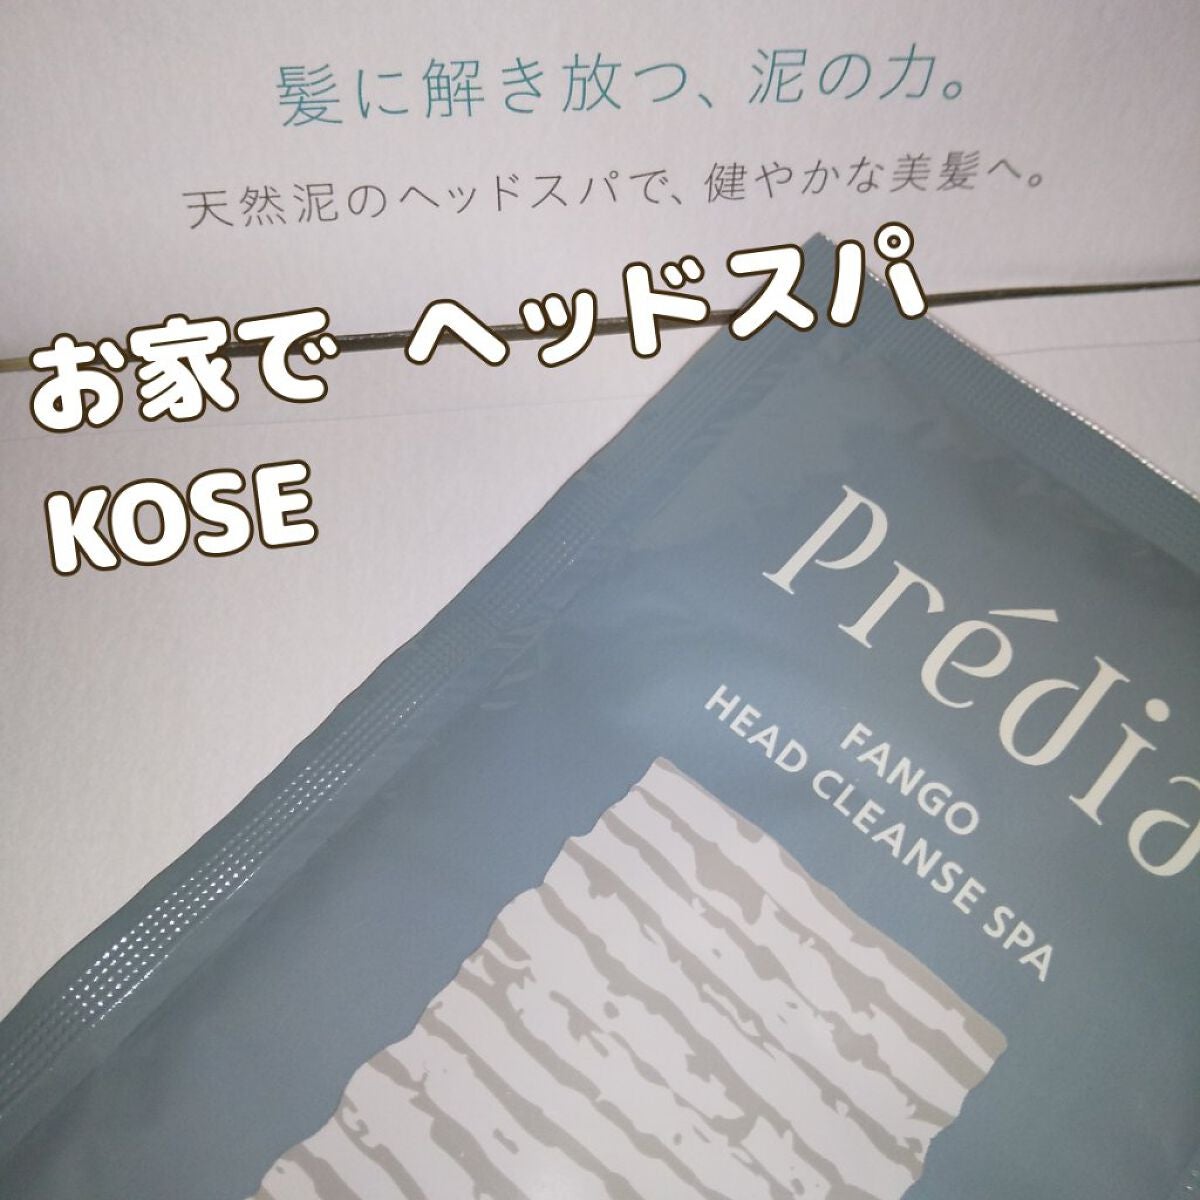 髪に解き放つ、泥の力。
天然泥のヘッドスパで、健やかな美髪へ。
お家で ヘッドスパ
KOSE
Prédia
FANGO
HEAD CLEANSE SPA